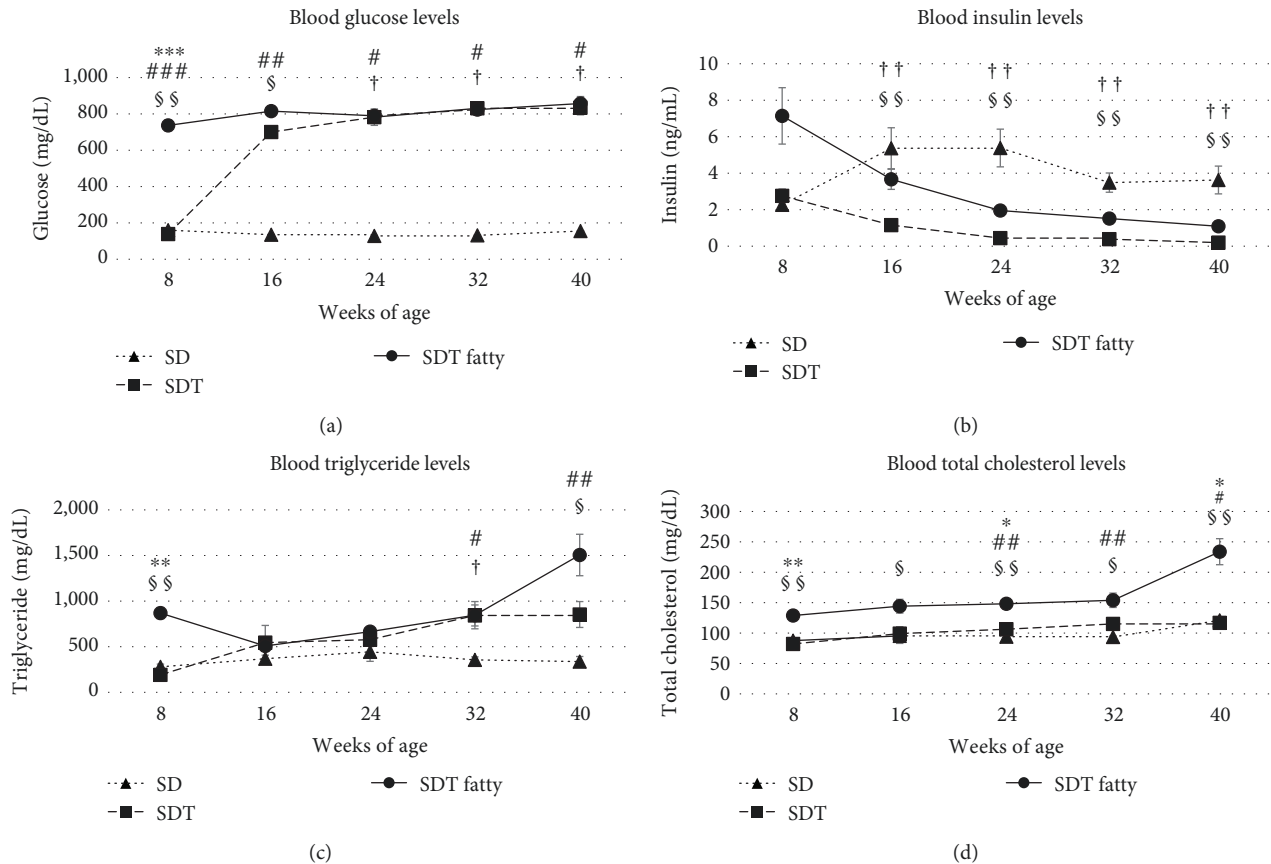 Blood glucose levels
*** ## # # #
### § † † †
§ §
1,000
800
600
400
200
0
Glucose (mg/dL)
8 16 24 32 40
Weeks of age
SD
SDT
SDT fatty
(a)
Blood insulin levels
† † † † † † † †
§ § § § § § § §
10
8
6
4
2
0
Insulin (ng/mL)
8 16 24 32 40
Weeks of age
SD
SDT
SDT fatty
(b)
Blood triglyceride levels
** # ##
§ § † §
2,000
1,500
1,000
500
0
Triglyceride (mg/dL)
8 16 24 32 40
Weeks of age
SD
SDT
SDT fatty
(c)
Blood total cholesterol levels
** § * ## *
§ § ## § #
§ § § §
300
250
200
150
100
50
0
Total cholesterol (mg/dL)
8 16 24 32 40
Weeks of age
SD
SDT
SDT fatty
(d)